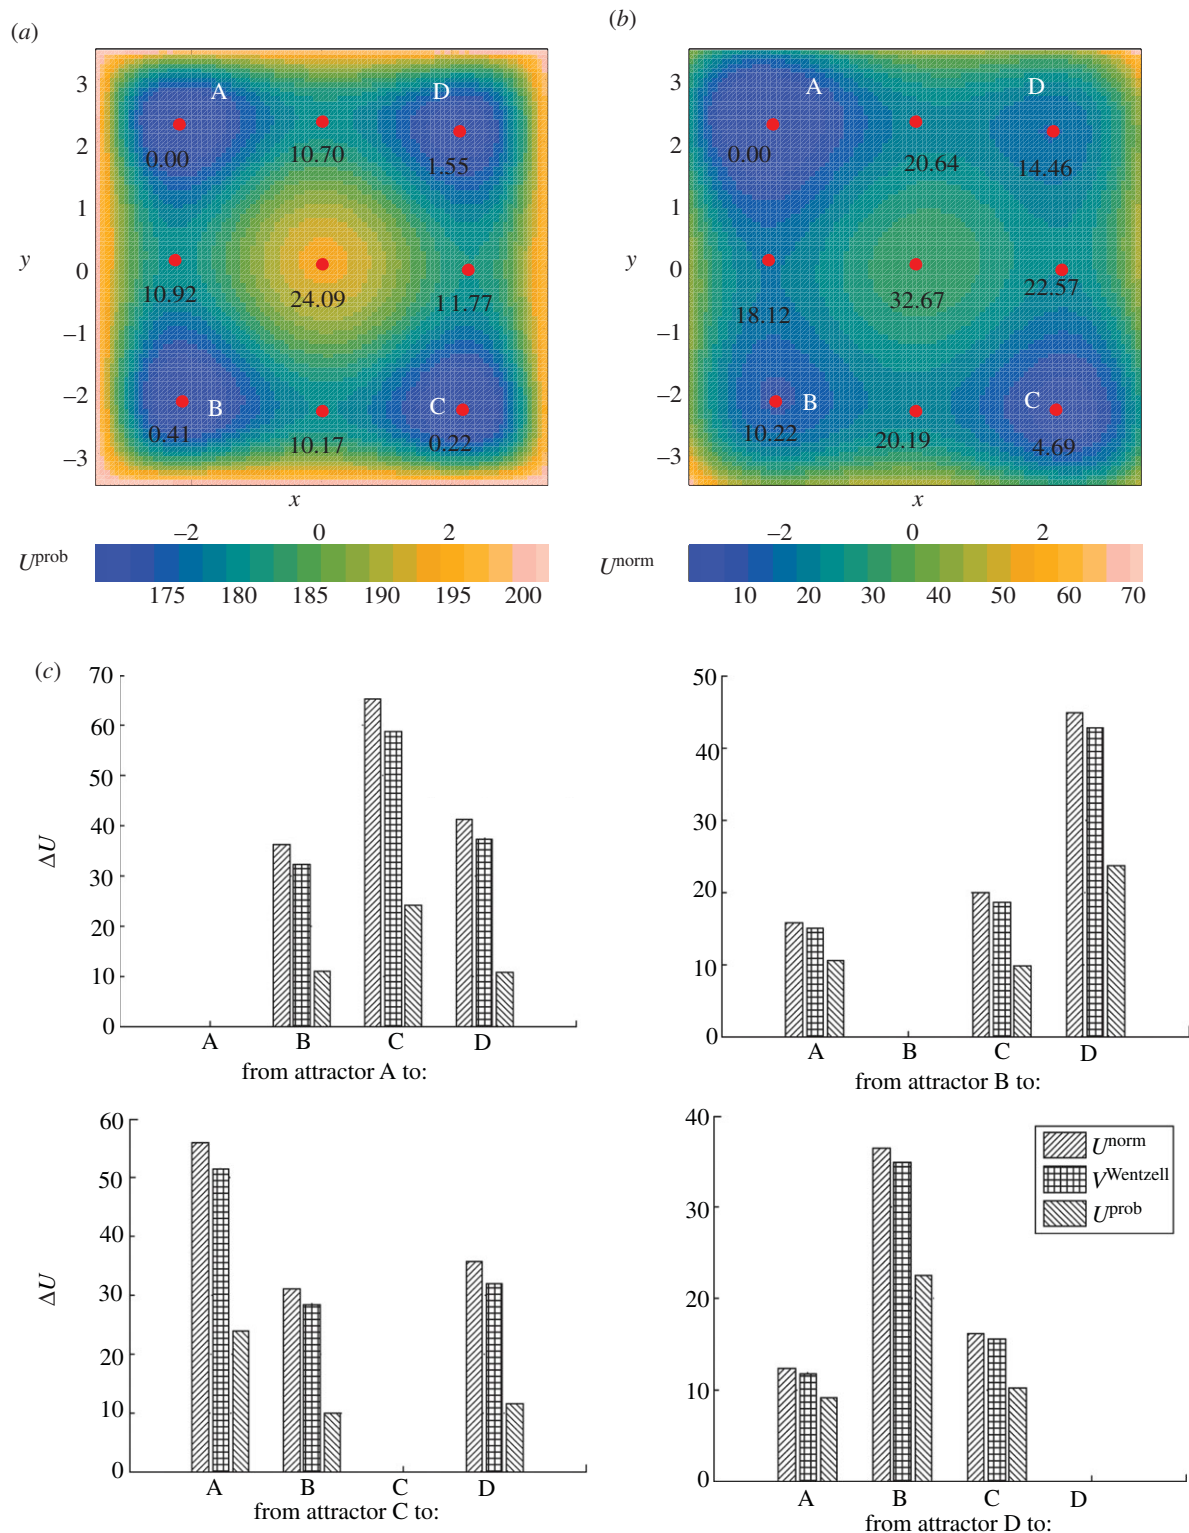 (a)
(b)
3
2
1
0
–1
–2
–3
y
A
D
0.00
10.70
1.55
10.92
24.09
11.77
B
C
0.41
10.17
0.22
x
–2
0
2
U^prob
175 180 185 190 195 200
3
2
1
0
–1
–2
–3
y
A
D
0.00
20.64
14.46
18.12
32.67
22.57
B
C
10.22
20.19
4.69
x
–2
0
2
U^norm
10 20 30 40 50 60 70
(c)
70
60
50
40
30
20
10
0
ΔU
A B C D
from attractor A to:
50
40
30
20
10
0
A B C D
from attractor B to:
60
50
40
30
20
10
0
ΔU
A B C D
from attractor C to:
40
30
20
10
0
U^norm
V^Wentzell
U^prob
A B C D
from attractor D to: